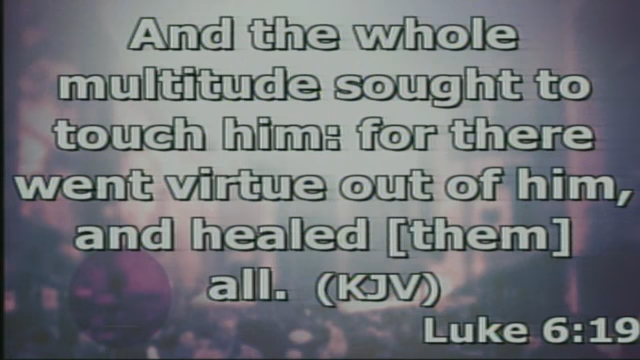 And the whole
multitude sought to
touch him: for there
went virtue out of him,
and healed [them]
all. (KJV)
Luke 6:19